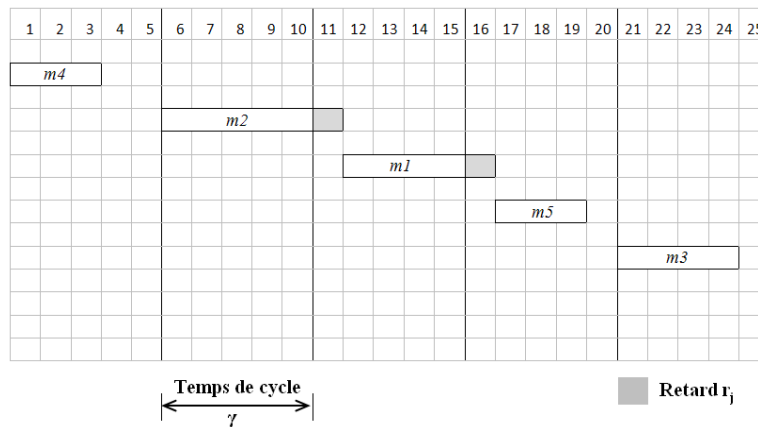 1 2 3 4 5 6 7 8 9 10 11 12 13 14 15 16 17 18 19 20 21 22 23 24 25
m4
m2
m1
m5
m3
Temps de cycle
γ
Retard rj